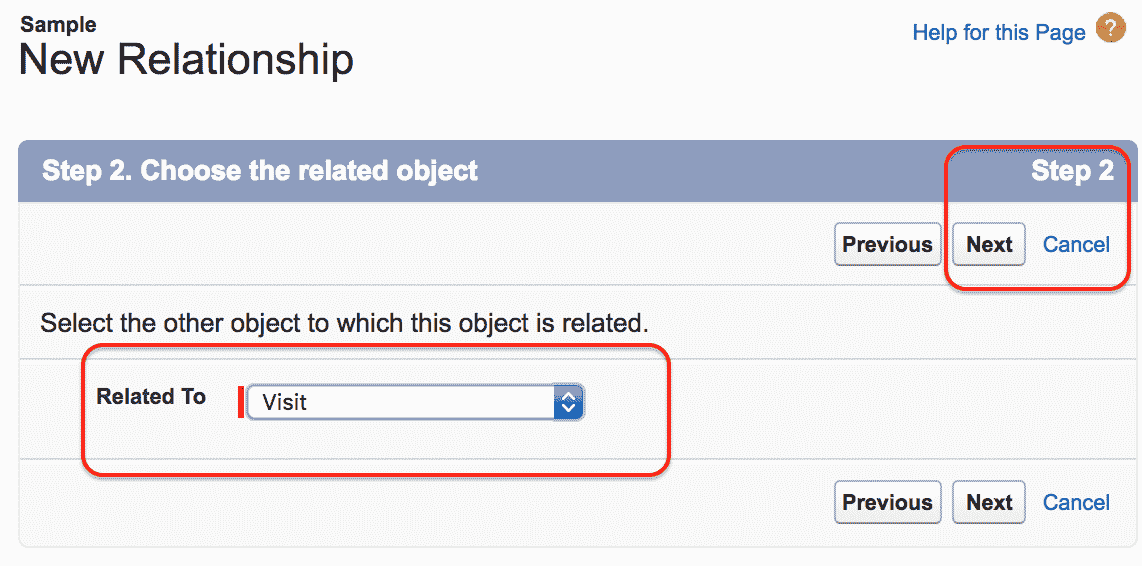 Sample
New Relationship
Help for this Page ?
Step 2. Choose the related object
Step 2
Previous Next Cancel
Select the other object to which this object is related.
Related To Visit
Previous Next Cancel